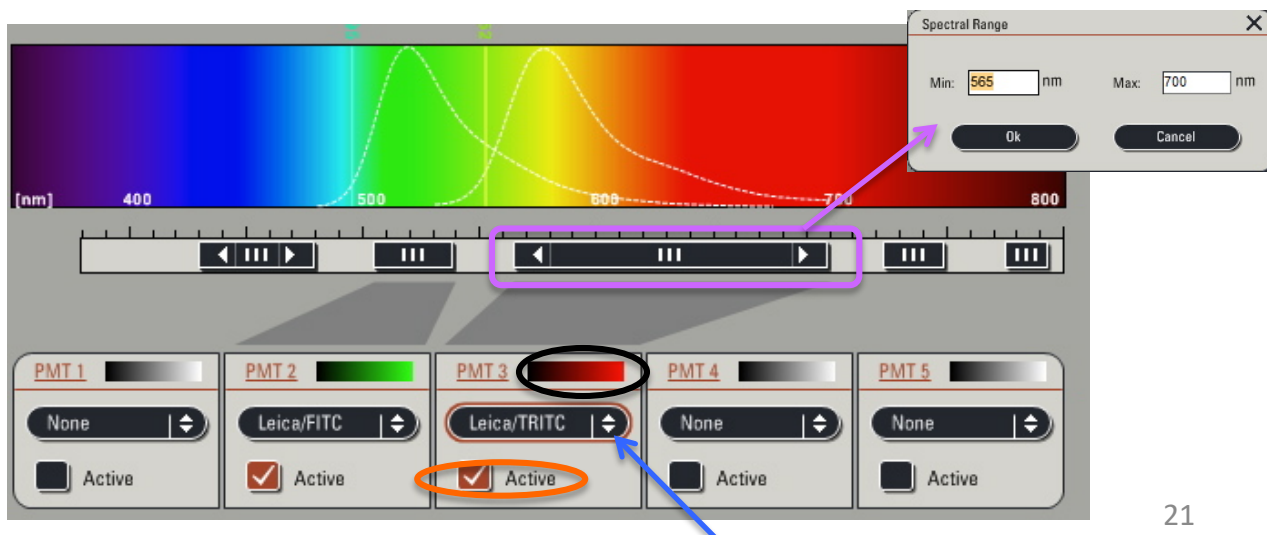 Spectral Range
Min: 565 nm Max: 700 nm
Ok Cancel
[nm] 400 500 600 700 800
PMT 1 PMT 2 PMT 3 PMT 4 PMT 5
None Leica/FITC Leica/TRITC None None
Active Active Active Active Active
21